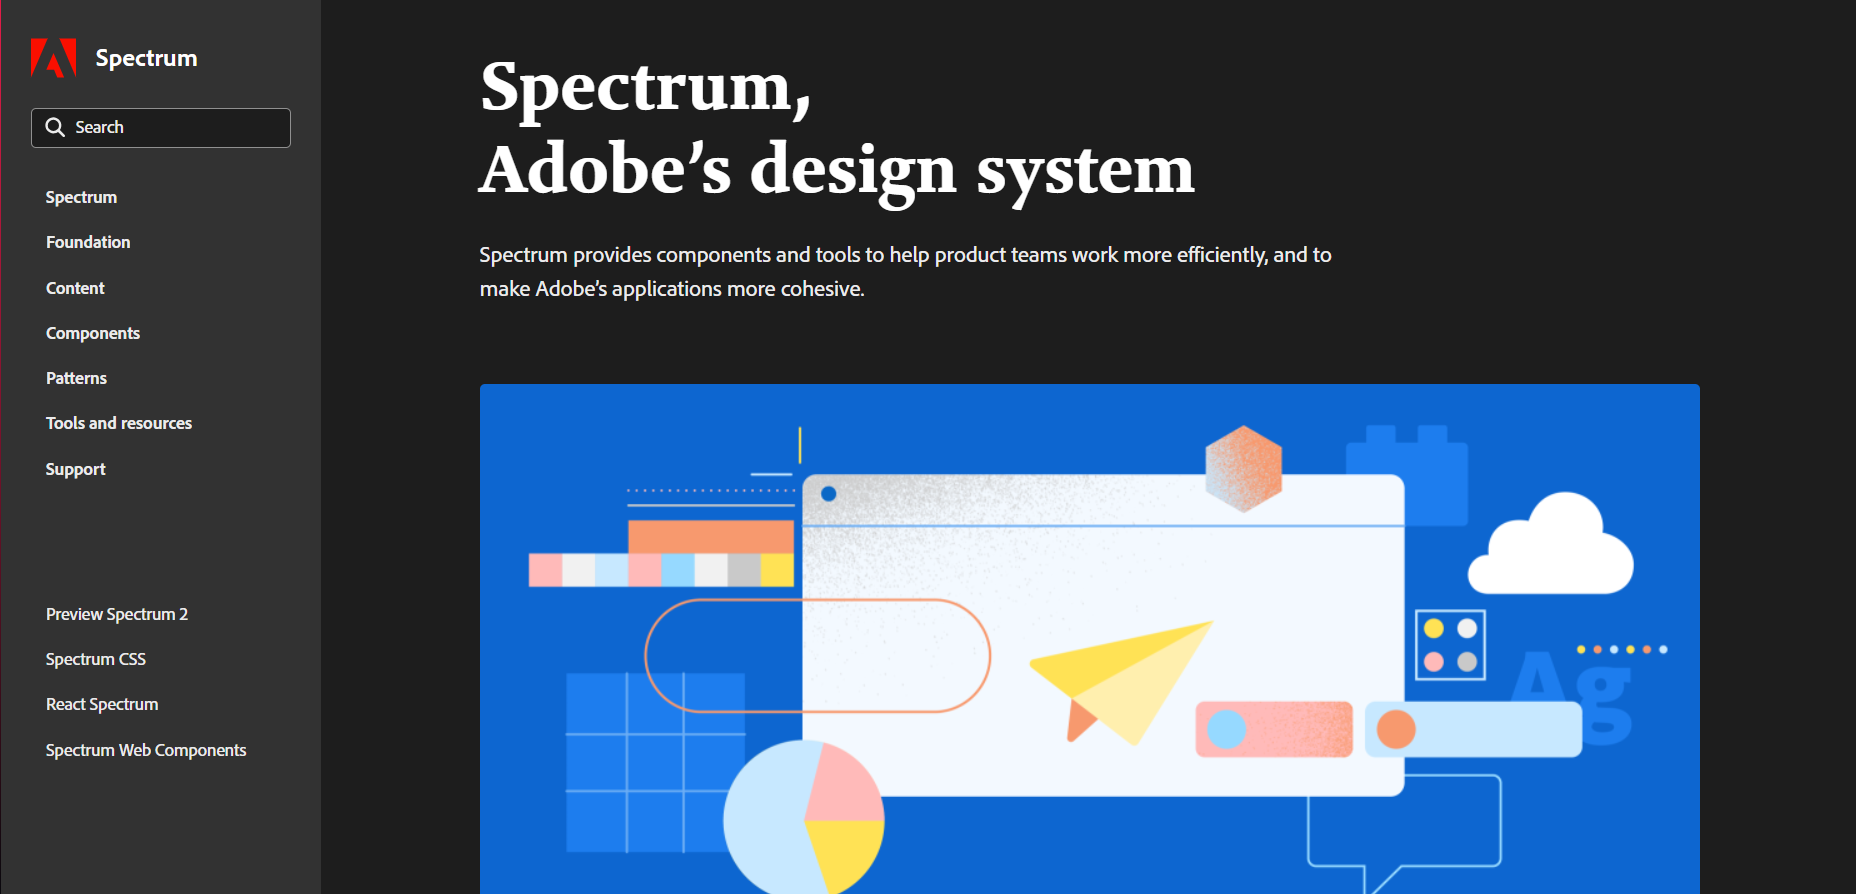 Spectrum
Search
Spectrum
Foundation
Content
Components
Patterns
Tools and resources
Support
Preview Spectrum 2
Spectrum CSS
React Spectrum
Spectrum Web Components
Spectrum,
Adobe’s design system
Spectrum provides components and tools to help product teams work more efficiently, and to
make Adobe’s applications more cohesive.
Ag